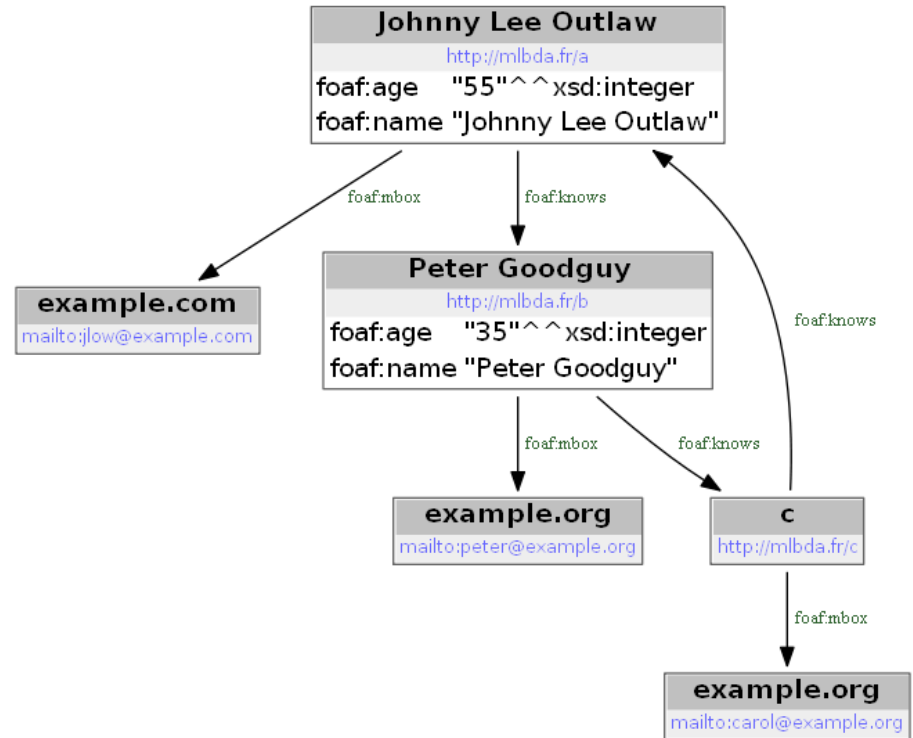 Johnny Lee Outlaw
http://mlbda.fr/a
foaf:age "55"^^xsd:integer
foaf:name "Johnny Lee Outlaw"
foaf:mbox
foaf:knows
Peter Goodguy
http://mlbda.fr/b
foaf:age "35"^^xsd:integer
foaf:name "Peter Goodguy"
example.com
mailto:jlow@example.com
foaf:knows
foaf:mbox
foaf:knows
example.org
mailto:peter@example.org
c
http://mlbda.fr/c
foaf:mbox
example.org
mailto:carol@example.org